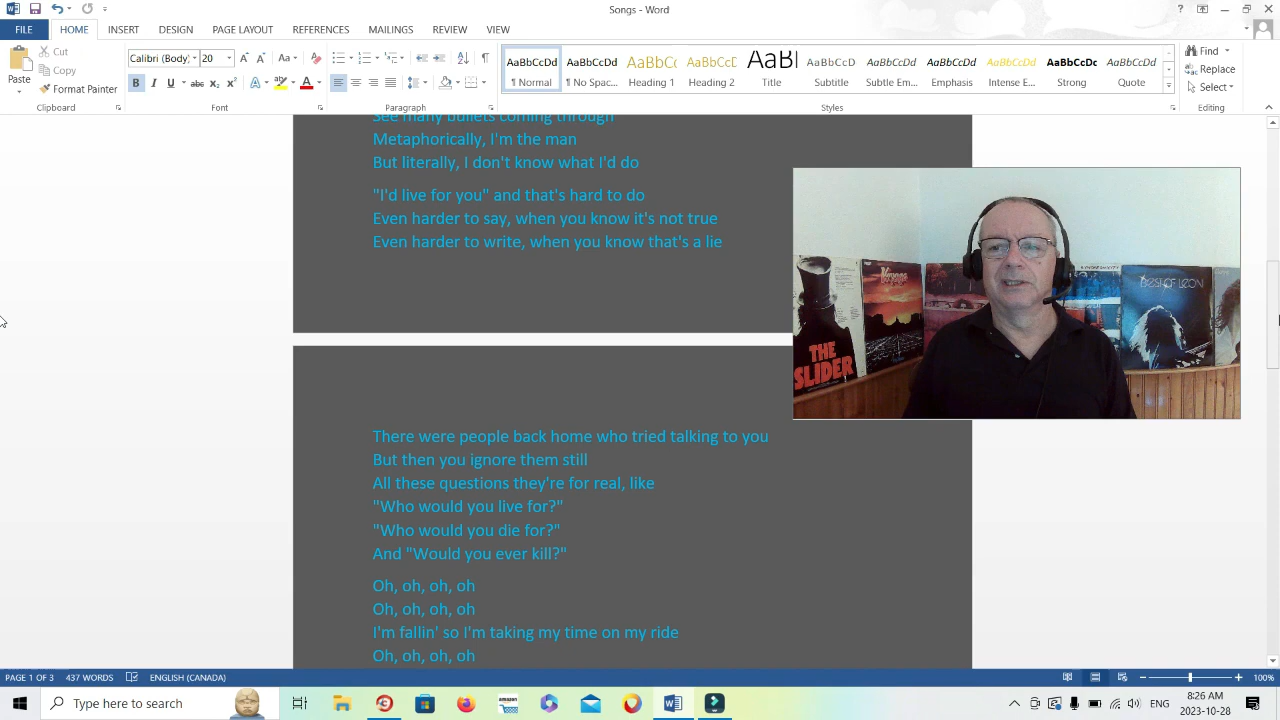 Songs - Word
FILE
HOME
INSERT
DESIGN
PAGE LAYOUT
REFERENCES
MAILINGS
REVIEW
VIEW
Paste
Cut
Copy
Format Painter
Clipboard
Calibri (Body)
20
Font
Paragraph
AaBbCcDd
¶ Normal
AaBbCcDd
¶ No Spac...
AaBbCc
Heading 1
AaBbCcD
Heading 2
AaBl
Title
AaBbCcD
Subtitle
AaBbCcDd
Subtle Em...
AaBbCcDd
Emphasis
AaBbCcDd
Intense E...
AaBbCcDc
Strong
AaBbCcDd
Quote
Styles
Find
Replace
Select
Editing
See many bullets coming through
Metaphorically, I'm the man
But literally, I don't know what I'd do
"I'd live for you" and that's hard to do
Even harder to say, when you know it's not true
Even harder to write, when you know that's a lie
THE
SLIDER
BEST OF LEON
There were people back home who tried talking to you
But then you ignore them still
All these questions they're for real, like
"Who would you live for?"
"Who would you die for?"
And "Would you ever kill?"
Oh, oh, oh, oh
Oh, oh, oh, oh
I'm fallin' so I'm taking my time on my ride
Oh, oh, oh, oh
PAGE 1 OF 3
437 WORDS
ENGLISH (CANADA)
100%
Type here to search
amazon
8:26 AM
2023-10-28